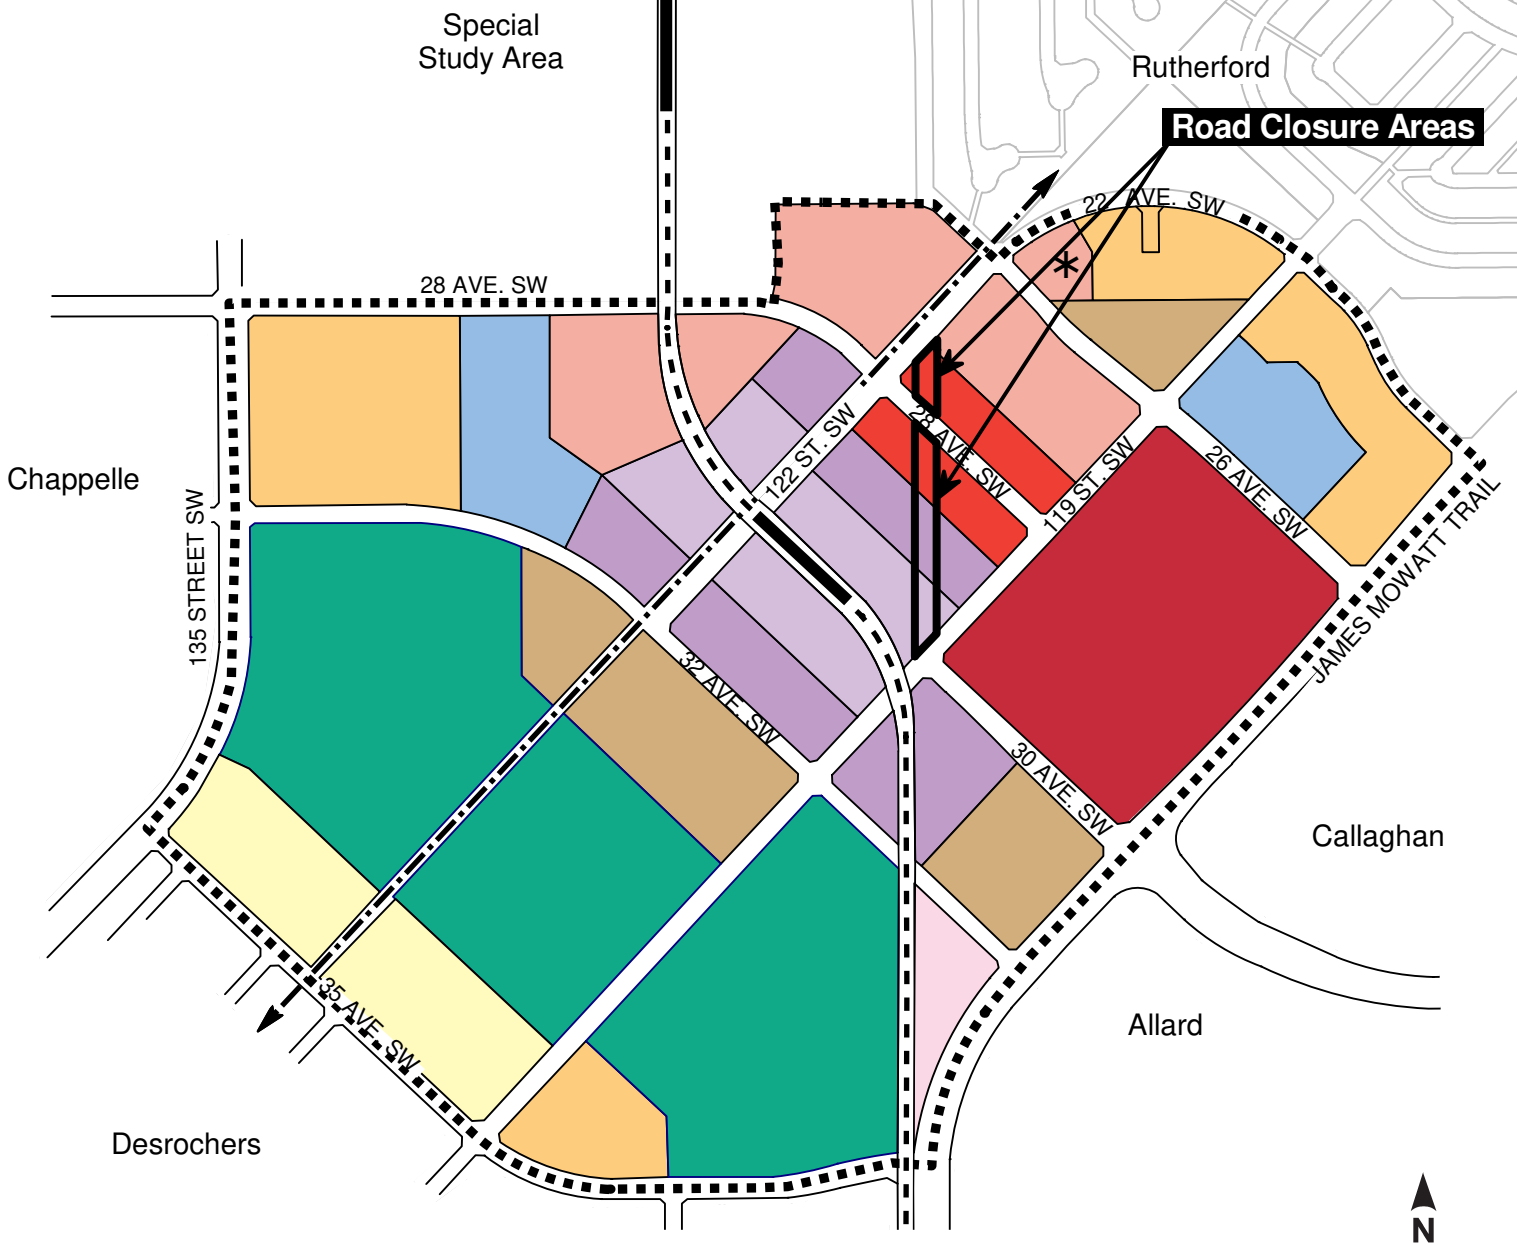 Special
Study Area
Rutherford
Road Closure Areas
22 AVE. SW
*
28 AVE. SW
Chappelle
122 ST. SW
28 AVE. SW
119 ST. SW
26 AVE. SW
135 STREET SW
JAMES MOWATT TRAIL
32 AVE. SW
30 AVE. SW
Callaghan
35 AVE. SW
Allard
Desrochers
N